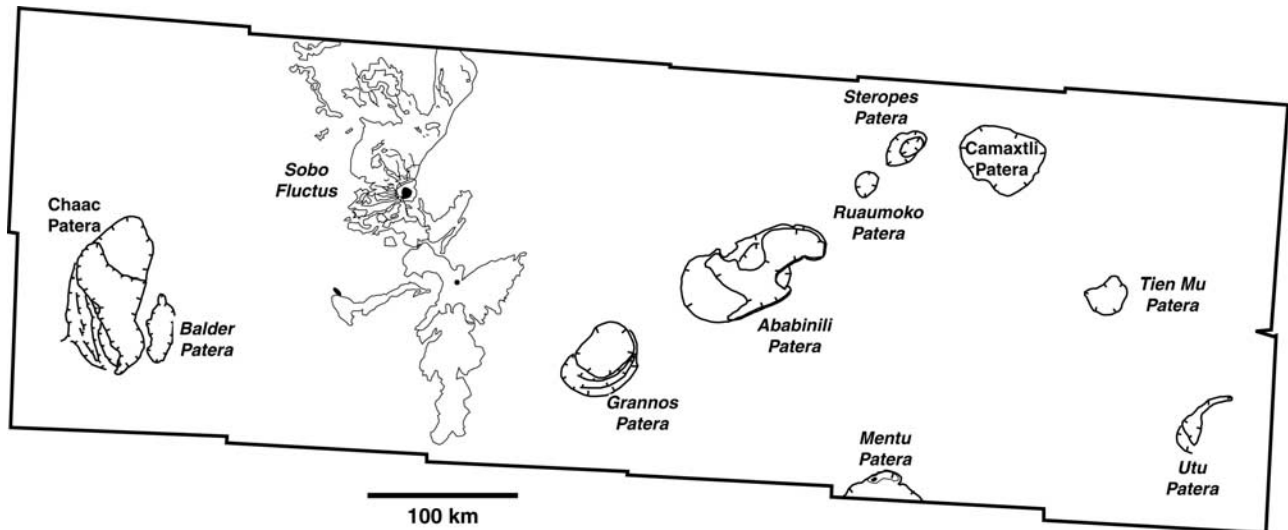 Steropes
Patera
Camaxtli
Patera
Sobo
Fluctus
Chaac
Patera
Ruaumoko
Patera
Tien Mu
Patera
Balder
Patera
Ababinili
Patera
Grannos
Patera
Mentu
Patera
Utu
Patera
100 km